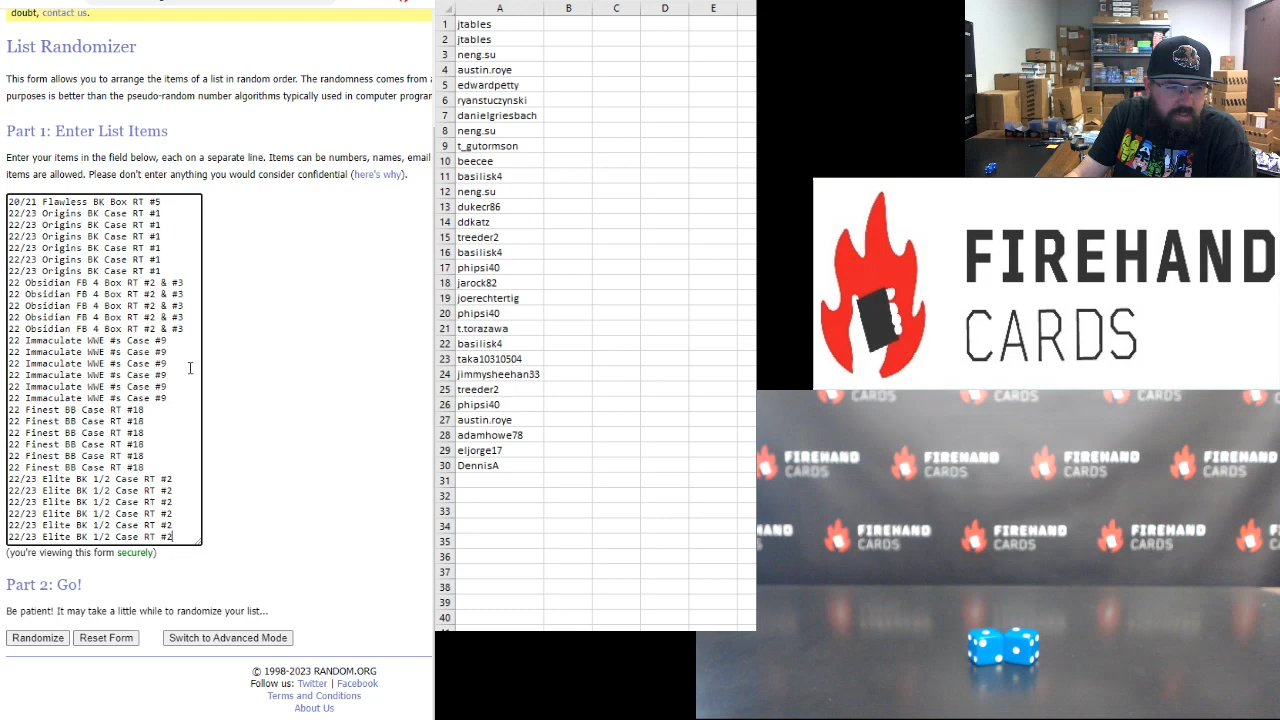 doubt, contact us.
List Randomizer
This form allows you to arrange the items of a list in random order. The randomness comes from
purposes is better than the pseudo-random number algorithms typically used in computer
Part 1: Enter List Items
Enter your items in the field below, each on a separate line. Items can be numbers, names, email
items are allowed. Please don't enter anything you would consider confidential (here's why).
20/21 Flawless BK Box RT #5
22/23 Origins BK Case RT #1
22/23 Origins BK Case RT #1
22/23 Origins BK Case RT #1
22/23 Origins BK Case RT #1
22/23 Origins BK Case RT #1
22/23 Origins BK Case RT #1
22 Obsidian FB 4 Box RT #2 & #3
22 Obsidian FB 4 Box RT #2 & #3
22 Obsidian FB 4 Box RT #2 & #3
22 Obsidian FB 4 Box RT #2 & #3
22 Obsidian FB 4 Box RT #2 & #3
22 Immaculate WWE #s Case #9
22 Immaculate WWE #s Case #9
22 Immaculate WWE #s Case #9
22 Immaculate WWE #s Case #9
22 Immaculate WWE #s Case #9
22 Immaculate WWE #s Case #9
22 Finest BB Case RT #18
22 Finest BB Case RT #18
22 Finest BB Case RT #18
22 Finest BB Case RT #18
22 Finest BB Case RT #18
22 Finest BB Case RT #18
22/23 Elite BK 1/2 Case RT #2
22/23 Elite BK 1/2 Case RT #2
22/23 Elite BK 1/2 Case RT #2
22/23 Elite BK 1/2 Case RT #2
22/23 Elite BK 1/2 Case RT #2
22/23 Elite BK 1/2 Case RT #2
(you're viewing this form securely)
Part 2: Go!
Be patient! It may take a little while to randomize your list...
Randomize Reset Form Switch to Advanced Mode
© 1998-2023 RANDOM.ORG
Follow us: Twitter | Facebook
Terms and Conditions
About Us
A B C D E
1 jtables
2 jtables
3 neng.su
4 austin.roye
5 edwardpetty
6 ryanstuczynski
7 danielgriesbach
8 neng.su
9 t_gutormson
10 beecee
11 basilisk4
12 neng.su
13 dukecr86
14 ddkatz
15 treeder2
16 basilisk4
17 phipsi40
18 jarock82
19 joerechtertig
20 phipsi40
21 t.torazawa
22 basilisk4
23 taka10310504
24 jimmysheehan33
25 treeder2
26 phipsi40
27 austin.roye
28 adamhowe78
29 eljorge17
30 DennisA
31
32
33
34
35
36
37
38
39
40
FIREHAND
CARDS
CARDS CARDS CARDS
FIREHAND FIREHAND FIREHAND
CARDS CARDS CARDS
FIREHAND FIREHAND FIREHAND
CARDS CARDS CARDS